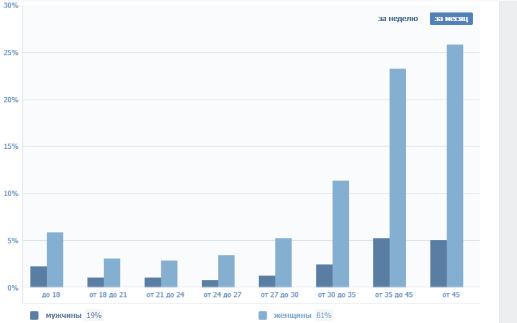 30%
за неделю за месяц
25%
20%
15%
10%
5%
0%
до 18 от 18 до 21 от 21 до 24 от 24 до 27 от 27 до 30 от 30 до 35 от 35 до 45 от 45
мужчины 19% женщины 81%